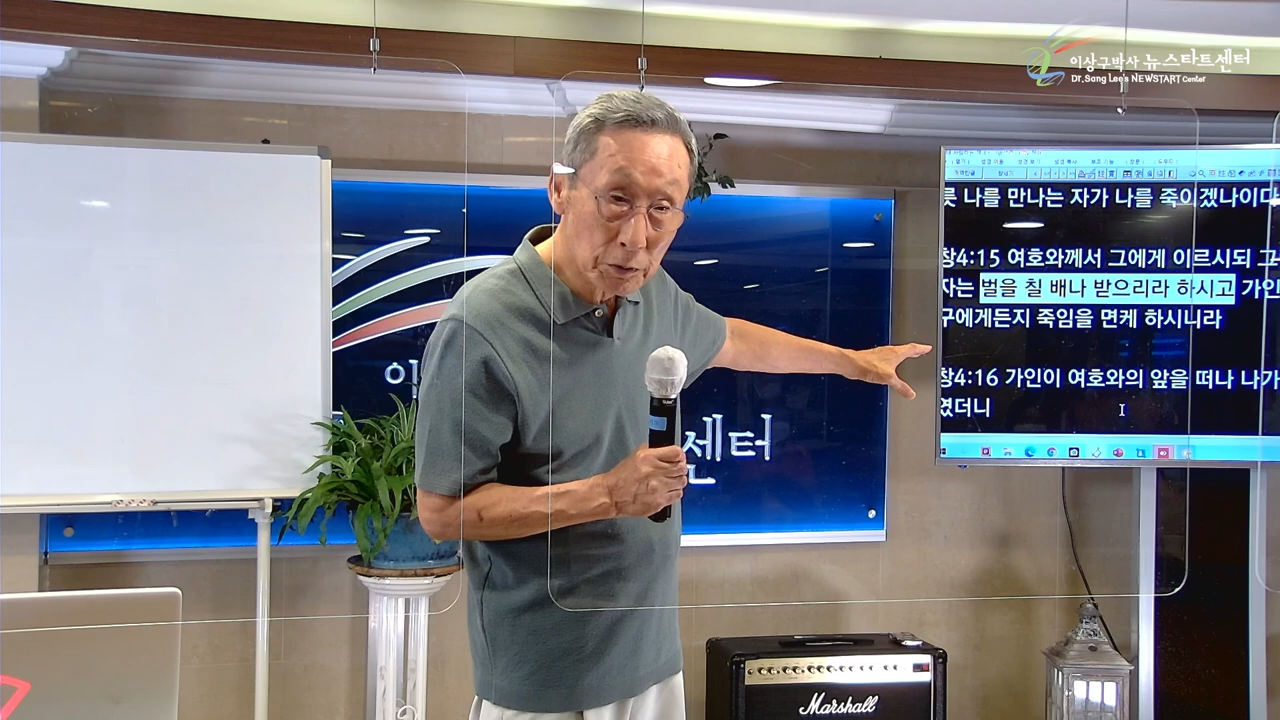 이상구박사 뉴스타트센터
Dr. Sang Lee's NEWSTART Center
릇 나를 만나는 자가 나를 죽이겠나이다
창4:15 여호와께서 그에게 이르시되 그
자는 벌을 칠 배나 받으리라 하시고 가인
구에게든지 죽임을 면케 하시니라
창4:16 가인이 여호와의 앞을 떠나 나가
였더니
이
센터
Marshall